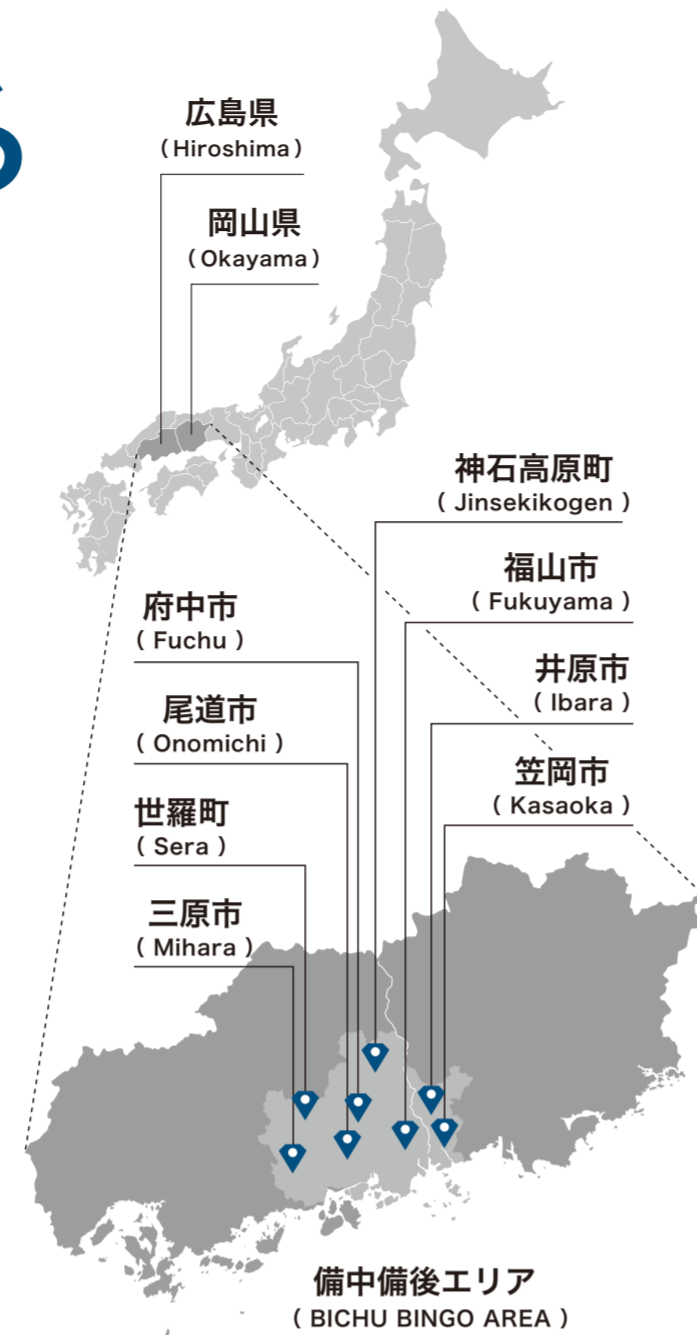 広島県
( Hiroshima )
岡山県
( Okayama )
神石高原町
( Jinsekikogen )
福山市
( Fukuyama )
府中市
( Fuchu )
井原市
( Ibara )
尾道市
( Onomichi )
笠岡市
( Kasaoka )
世羅町
( Sera )
三原市
( Mihara )
備中備後エリア
( BICHU BINGO AREA )